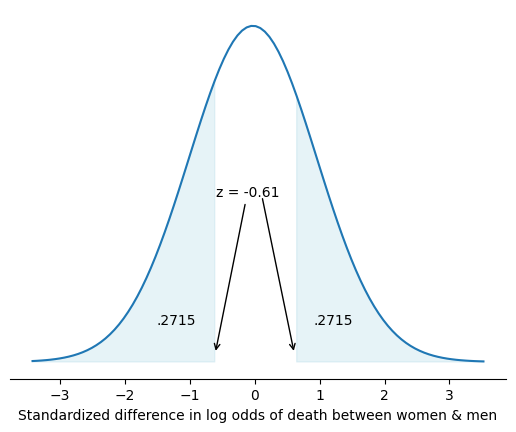 z = -0.61
.2715 .2715
−3 −2 −1 0 1 2 3
Standardized difference in log odds of death between women & men